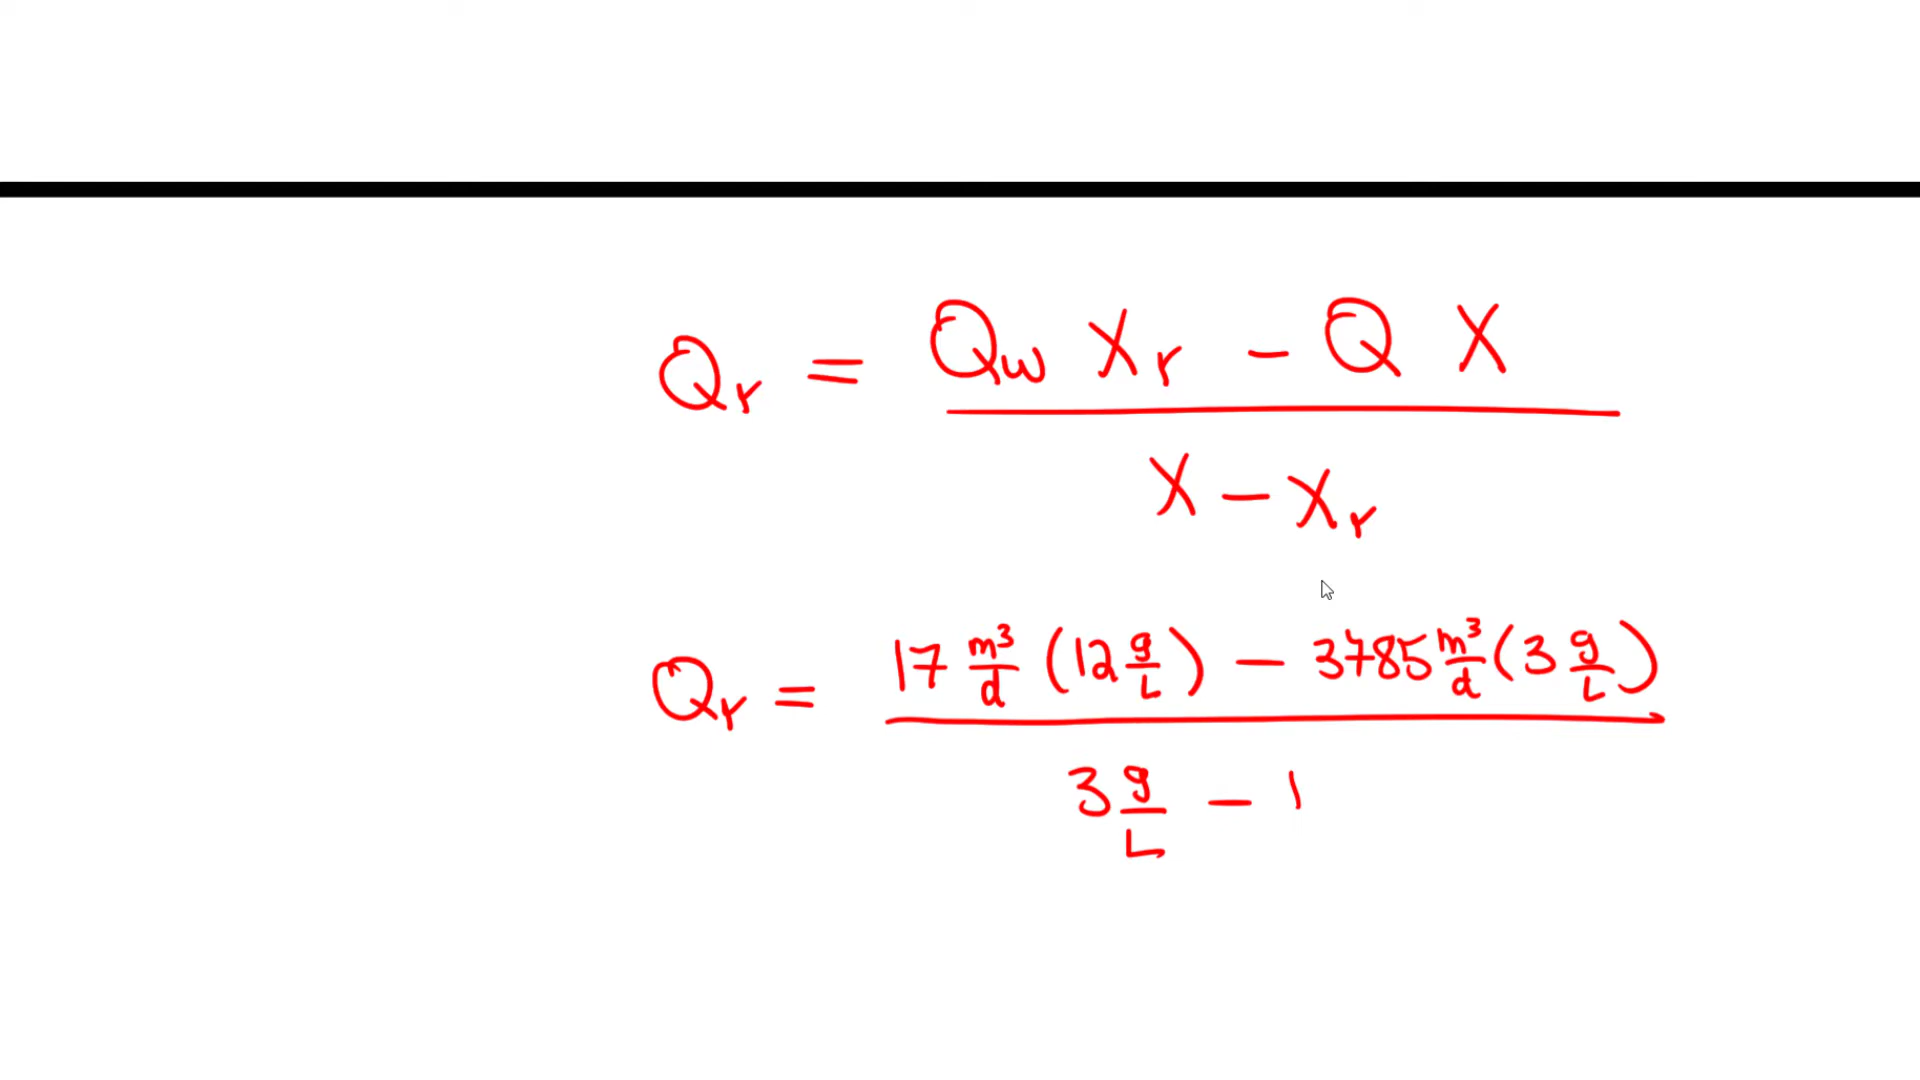 Qr = Qw Xr - Q X
X - Xr
Qr = 17 m³/d (12 g/L) - 3785 m³/d (3 g/L)
3 g/L - 1